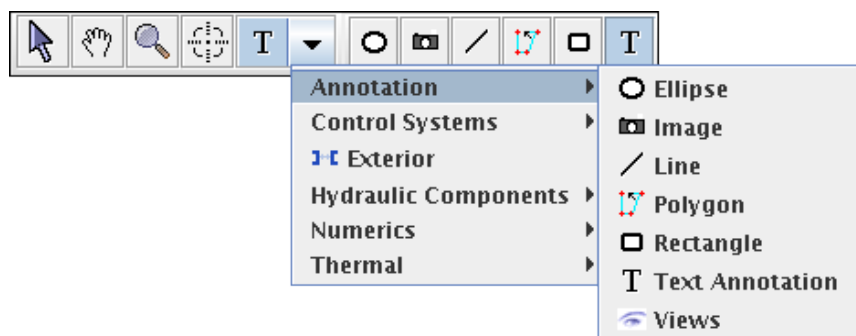 T T
Annotation
Control Systems
Exterior
Hydraulic Components
Numerics
Thermal
Ellipse
Image
Line
Polygon
Rectangle
T Text Annotation
Views